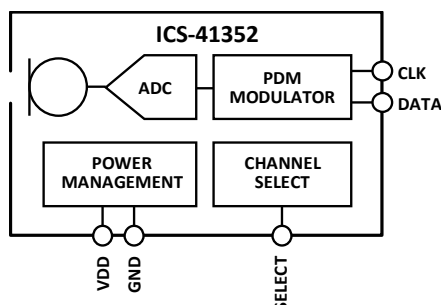 ICS-41352
ADC
PDM
MODULATOR
CLK
DATA
POWER
MANAGEMENT
CHANNEL
SELECT
VDD
GND
SELECT